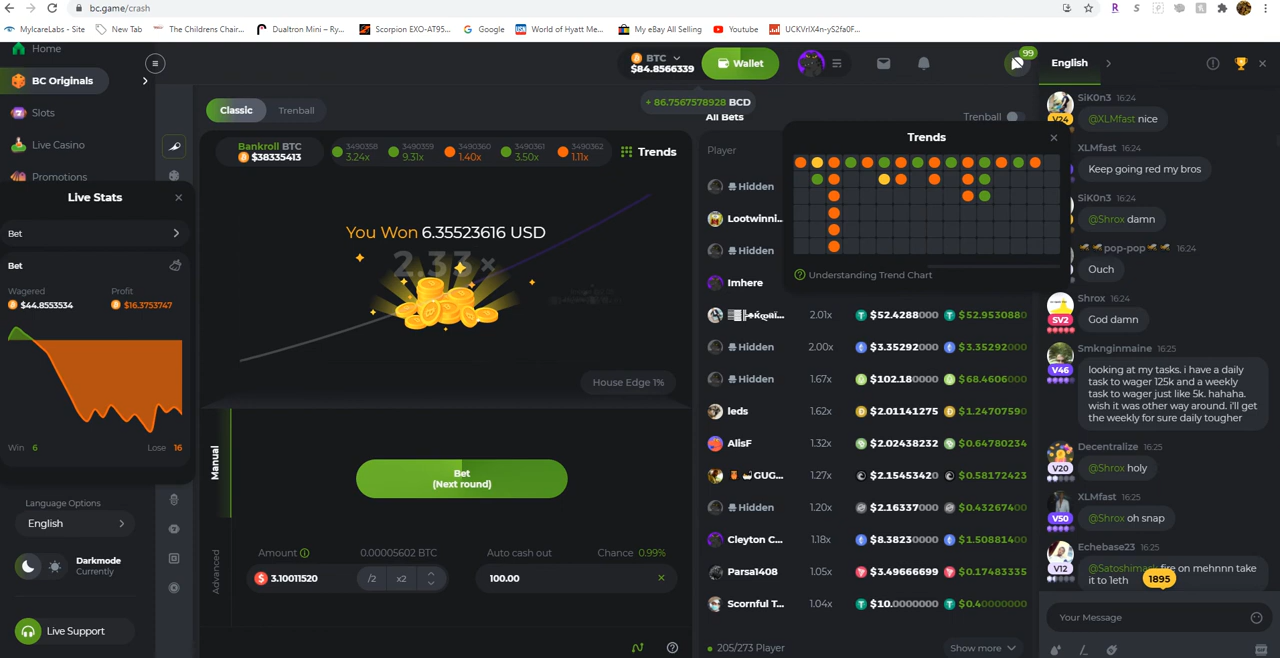 bc.game/crash
MylcareLabs - Site
New Tab
The Childrens Chair...
Dualtron Mini – Ry...
Scorpion EXO-AT95...
Google
World of Hyatt Me...
My eBay All Selling
Youtube
UCKVrIX4n-yS2fa0F...
Home
BC Originals
Slots
Live Casino
Promotions
Live Stats
Bet
Bet
Wagered
Profit
$44.8553534
$16.3753747
Win 6
Lose 16
Language Options
English
Darkmode
Currently
Live Support
BTC
$84.8566339
Wallet
+ 86.7567578928 BCD
99
Classic
Trenball
Bankroll BTC
$38335413
3490358
3.24x
3490359
9.31x
3490360
1.40x
3490361
3.50x
3490362
1.11x
Trends
You Won 6.35523616 USD
2.33×
House Edge 1%
Manual
Advanced
Bet
(Next round)
Amount
0.00005602 BTC
3.10011520
/2
x2
Auto cash out
Chance 0.99%
100.00
All Bets
Trenball
Player
Trends
Understanding Trend Chart
Hidden
Lootwinni...
Hidden
Imhere
2.01x $52.4288000 $52.9530880
Hidden 2.00x $3.35292000 $3.35292000
Hidden 1.67x $102.18000 $68.4606000
leds 1.62x $2.01141275 $1.24707590
AlisF 1.32x $2.02438232 $0.64780234
GUG... 1.27x $2.15453420 $0.58172423
Hidden 1.20x $2.16337000 $0.43267400
Cleyton C... 1.18x $8.3823000 $1.50881400
Parsa1408 1.05x $3.49666699 $0.17483335
Scornful T... 1.04x $10.0000000 $0.40000000
205/273 Player
Show more
English
SiK0n3 16:24
V24
@XLMfast nice
XLMfast 16:24
Keep going red my bros
SiK0n3 16:24
@Shrox damn
pop-pop 16:24
Ouch
Shrox 16:24
SV2
God damn
Smknginmaine 16:25
V46
looking at my tasks. i have a daily
task to wager 125k and a weekly
task to wager just like 5k. hahaha.
wish it was other way around. i'll get
the weekly for sure daily tougher
Decentralize 16:25
V20
@Shrox holy
XLMfast 16:25
V50
@Shrox oh snap
Echebase23 16:25
V12
fire on mehnnn take
it to 1eth
1895
Your Message